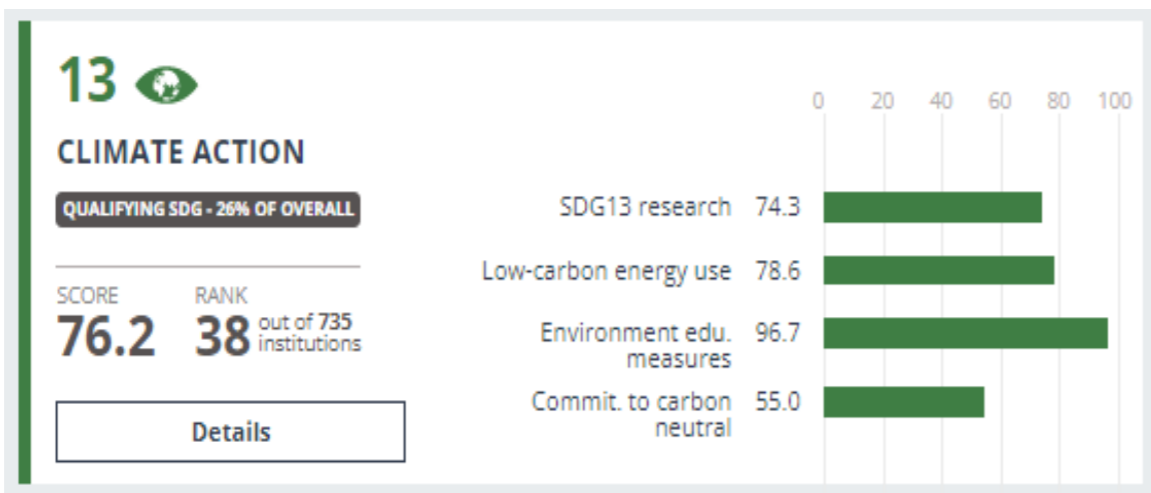 13
CLIMATE ACTION
QUALIFYING SDG - 26% OF OVERALL
SCORE
76.2
RANK
38 out of 735
institutions
Details
0 20 40 60 80 100
SDG13 research 74.3
Low-carbon energy use 78.6
Environment edu. 96.7
measures
Commit. to carbon 55.0
neutral